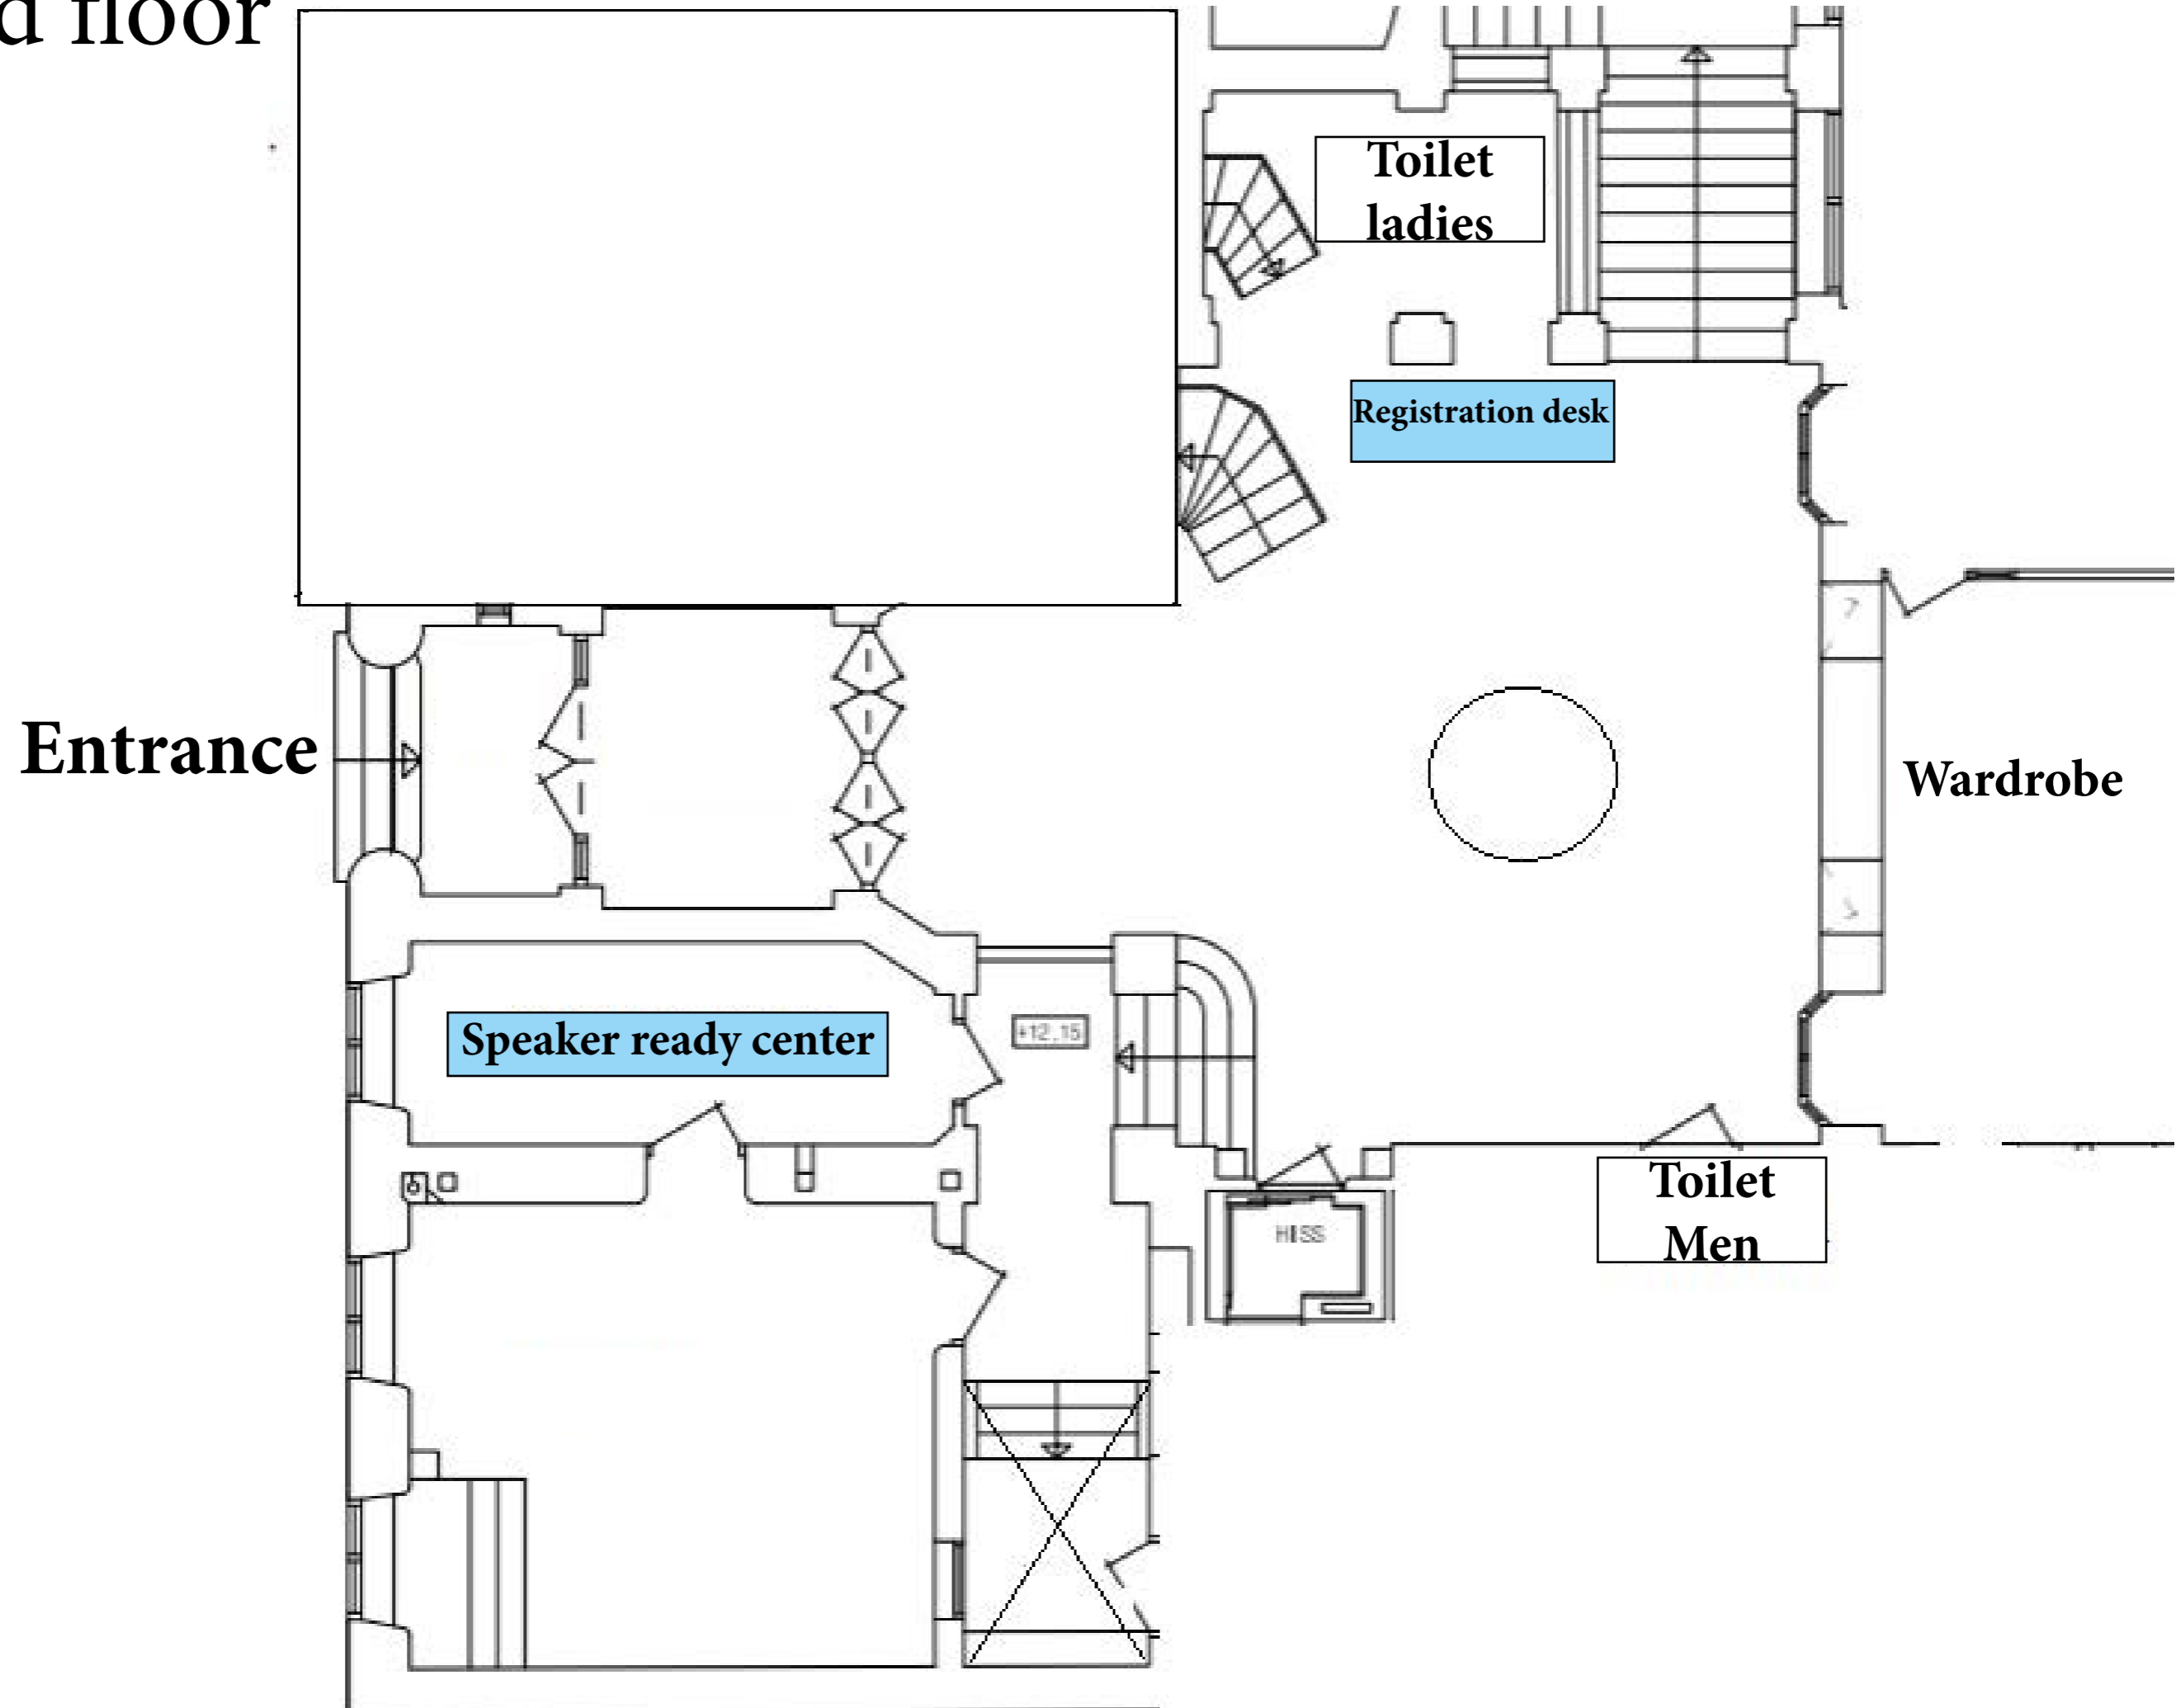 d floor
Toilet
ladies
Registration desk
Entrance
Wardrobe
Speaker ready center
+12.15
Toilet
Men
HISS